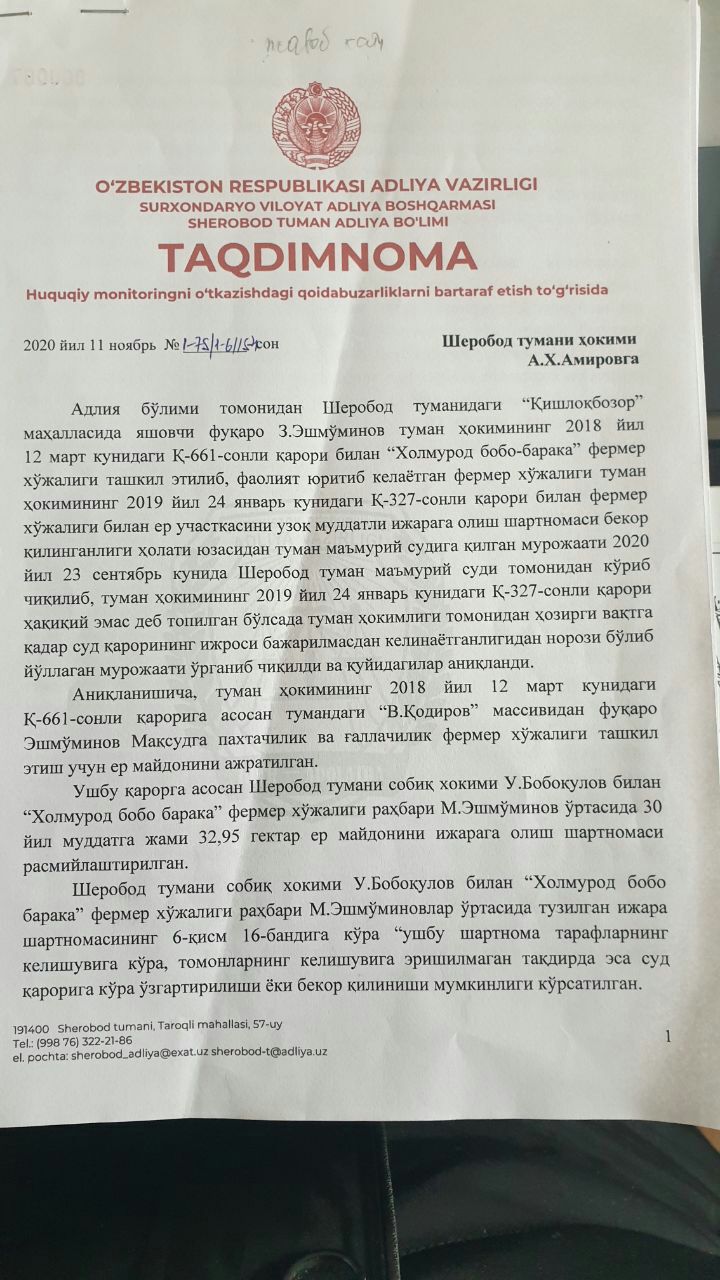 жавоб хати
O‘ZBEKISTON RESPUBLIKASI ADLIYA VAZIRLIGI
SURXONDARYO VILOYAT ADLIYA BOSHQARMASI
SHEROBOD TUMAN ADLIYA BO'LIMI
TAQDIMNOMA
Huquqiy monitoringni o‘tkazishdagi qoidabuzarliklarni bartaraf etish to‘g‘risida
2020 йил 11 ноябрь № сон
Шеробод тумани ҳокими
А.Х.Амировга
Адлия бўлими томонидан Шеробод туманидаги “Қишлоқбозор”
маҳалласида яшовчи фуқаро З.Эшмўминов туман ҳокимининг 2018 йил
12 март кунидаги Қ-661-сонли қарори билан “Холмурод бобо-барака” фермер
хўжалиги ташкил этилиб, фаолият юритиб келаётган фермер хўжалиги туман
ҳокимининг 2019 йил 24 январь кунидаги Қ-327-сонли қарори билан фермер
хўжалиги билан ер участкасини узоқ муддатли ижарага олиш шартномаси бекор
қилинганлиги ҳолати юзасидан туман маъмурий судига қилган мурожаати 2020
йил 23 сентябрь кунида Шеробод туман маъмурий суди томонидан кўриб
чиқилиб, туман ҳокимининг 2019 йил 24 январь кунидаги Қ-327-сонли қарори
ҳақиқий эмас деб топилган бўлсада туман ҳокимлиги томонидан ҳозирги вақтга
қадар суд қарорининг ижроси бажарилмасдан келинаётганлигидан норози бўлиб
йўллаган мурожаати ўрганиб чиқилди ва қуйидагилар аниқланди.
Аниқланишича, туман ҳокимининг 2018 йил 12 март кунидаги
Қ-661-сонли қарорига асосан тумандаги “В.Қодиров” массивидан фуқаро
Эшмўминов Мақсудга пахтачилик ва ғаллачилик фермер хўжалиги ташкил
этиш учун ер майдонини ажратилган.
Ушбу қарорга асосан Шеробод тумани собиқ хокими У.Бобоқулов билан
“Холмурод бобо барака” фермер хўжалиги раҳбари М.Эшмўминов ўртасида 30
йил муддатга жами 32,95 гектар ер майдонини ижарага олиш шартномаси
расмийлаштирилган.
Шеробод тумани собиқ хокими У.Бобоқулов билан “Холмурод бобо
барака” фермер хўжалиги раҳбари М.Эшмўминовлар ўртасида тузилган ижара
шартномасининг 6-қисм 16-бандига кўра “ушбу шартнома тарафларнинг
келишувига кўра, томонларнинг келишувига эришилмаган тақдирда эса суд
қарорига кўра ўзгартирилиши ёки бекор қилиниши мумкинлиги кўрсатилган.
191400 Sherobod tumani, Taroqli mahallasi, 57-uy
Tel.: (998 76) 322-21-86
el. pochta: sherobod_adliya@exat.uz sherobod-t@adliya.uz
1